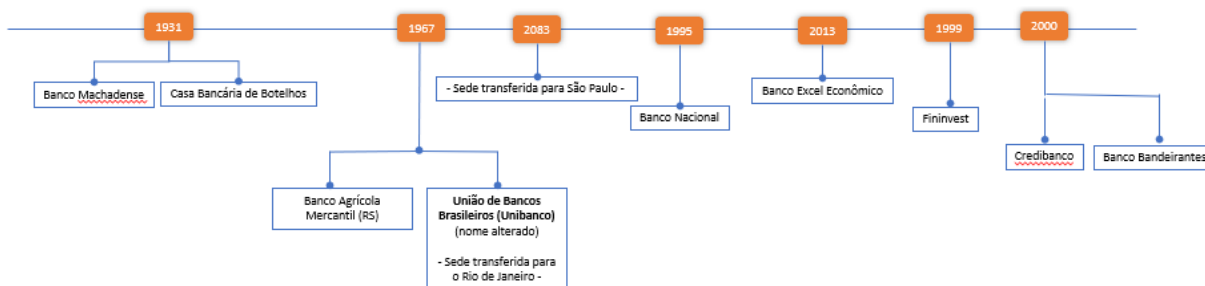 1931
1967
2083
1995
2013
1999
2000
Banco Machadense
Casa Bancária de Botelhos
- Sede transferida para São Paulo -
Banco Nacional
Banco Excel Econômico
Fininvest
Credibanco
Banco Bandeirantes
Banco Agrícola
Mercantil (RS)
União de Bancos
Brasileiros (Unibanco)
(nome alterado)
- Sede transferida para
o Rio de Janeiro -